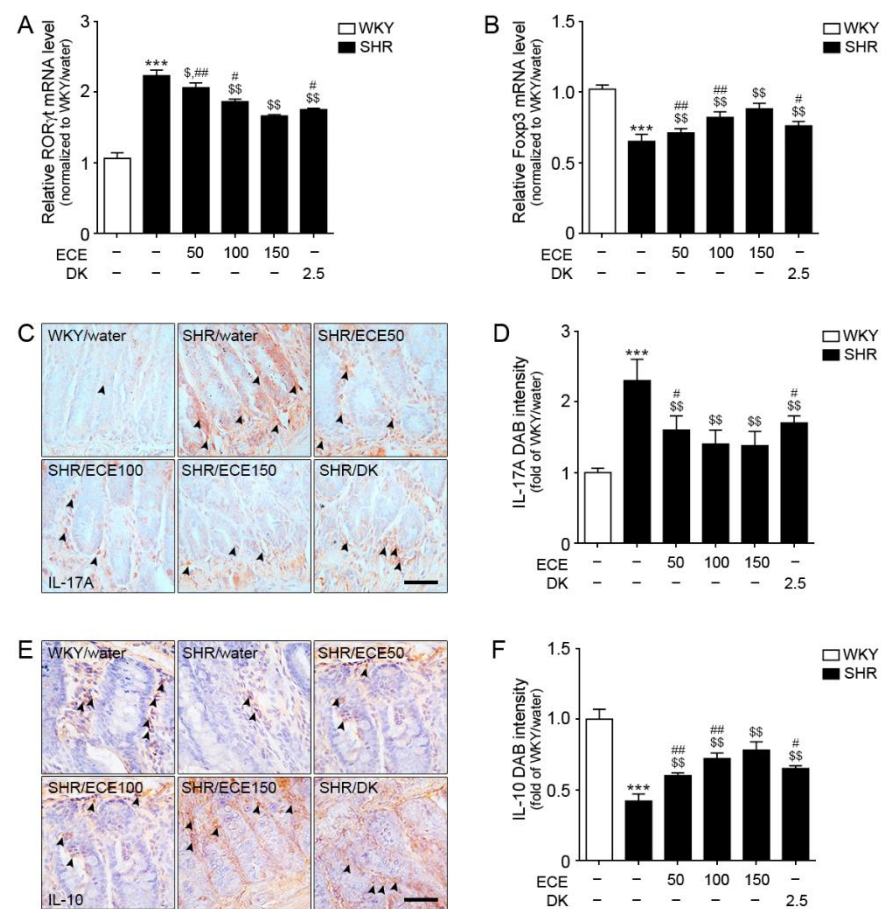 A
WKY
SHR
Relative RORγt mRNA level
(normalized to WKY/water)
3
2
1
0
***
$,##
#
$$
$$
#
$$
ECE – – 50 100 150 –
DK – – – – – 2.5
B
WKY
SHR
Relative Foxp3 mRNA level
(normalized to WKY/water)
1.5
1.0
0.5
0.0
***
##
$$
##
$$
$$
#
$$
ECE – – 50 100 150 –
DK – – – – – 2.5
C
WKY/water SHR/water SHR/ECE50
SHR/ECE100 SHR/ECE150 SHR/DK
IL-17A
D
WKY
SHR
IL-17A DAB intensity
(fold of WKY/water)
3
2
1
0
***
#
$$
$$
$$
#
$$
ECE – – 50 100 150 –
DK – – – – – 2.5
E
WKY/water SHR/water SHR/ECE50
SHR/ECE100 SHR/ECE150 SHR/DK
IL-10
F
WKY
SHR
IL-10 DAB intensity
(fold of WKY/water)
1.5
1.0
0.5
0.0
***
##
$$
##
$$
$$
#
$$
ECE – – 50 100 150 –
DK – – – – – 2.5